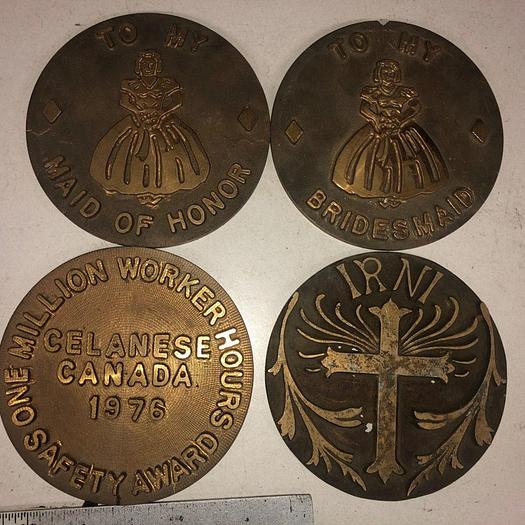 TO MY
MAID OF HONOR
TO MY
BRIDESMAID
ONE MILLION WORKER HOURS
CELANESE
CANADA
1976
SAFETY AWARD
IRNI